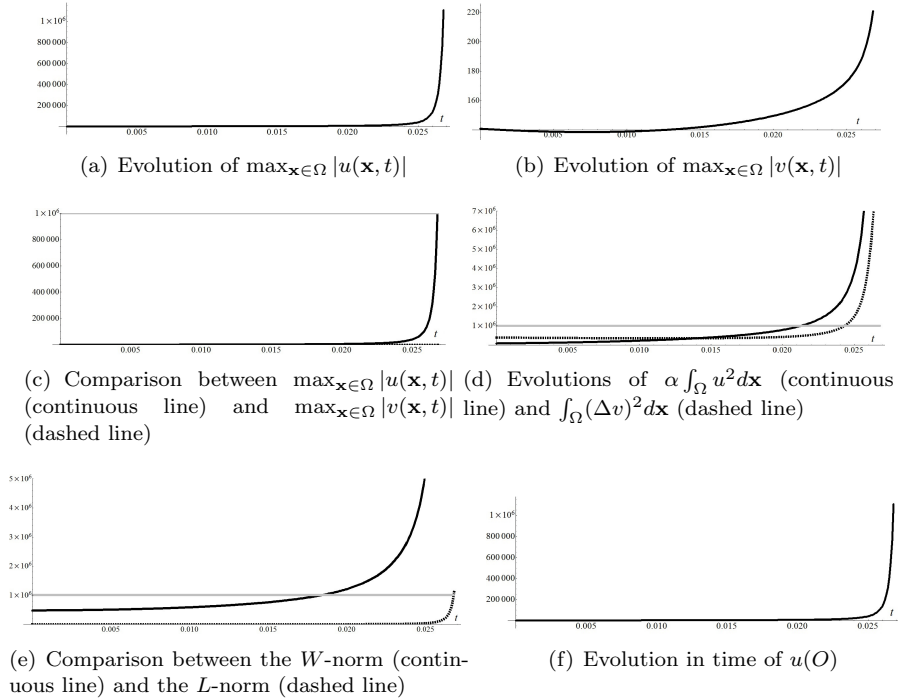 1×10⁶
800 000
600 000
400 000
200 000
0.005 0.010 0.015 0.020 0.025
t
(a) Evolution of max_{x∈Ω} |u(x, t)|
220
200
180
160
0.005 0.010 0.015 0.020 0.025
t
(b) Evolution of max_{x∈Ω} |v(x, t)|
1×10⁶
800 000
600 000
400 000
200 000
0.005 0.010 0.015 0.020 0.025
t
(c) Comparison between max_{x∈Ω} |u(x, t)|
(continuous line) and max_{x∈Ω} |v(x, t)|
(dashed line)
7×10⁶
6×10⁶
5×10⁶
4×10⁶
3×10⁶
2×10⁶
1×10⁶
0.005 0.010 0.015 0.020 0.025
t
(d) Evolutions of α ∫_Ω u² dx (continuous
line) and ∫_Ω (Δv)² dx (dashed line)
5×10⁶
4×10⁶
3×10⁶
2×10⁶
1×10⁶
0.005 0.010 0.015 0.020 0.025
t
(e) Comparison between the W-norm (contin-
uous line) and the L-norm (dashed line)
1×10⁶
800 000
600 000
400 000
200 000
0.005 0.010 0.015 0.020 0.025
t
(f) Evolution in time of u(O)